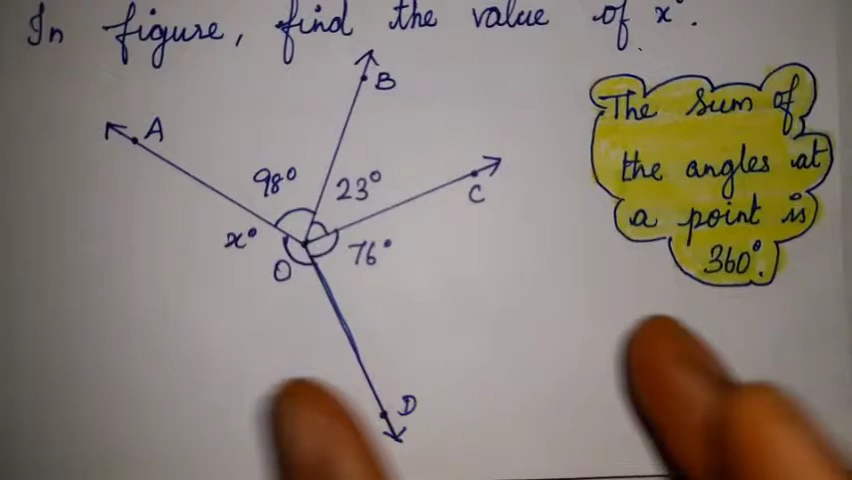 In figure, find the value of x°.
B
A
98°
23°
C
x°
76°
O
D
The sum of
the angles at
a point is
360°.